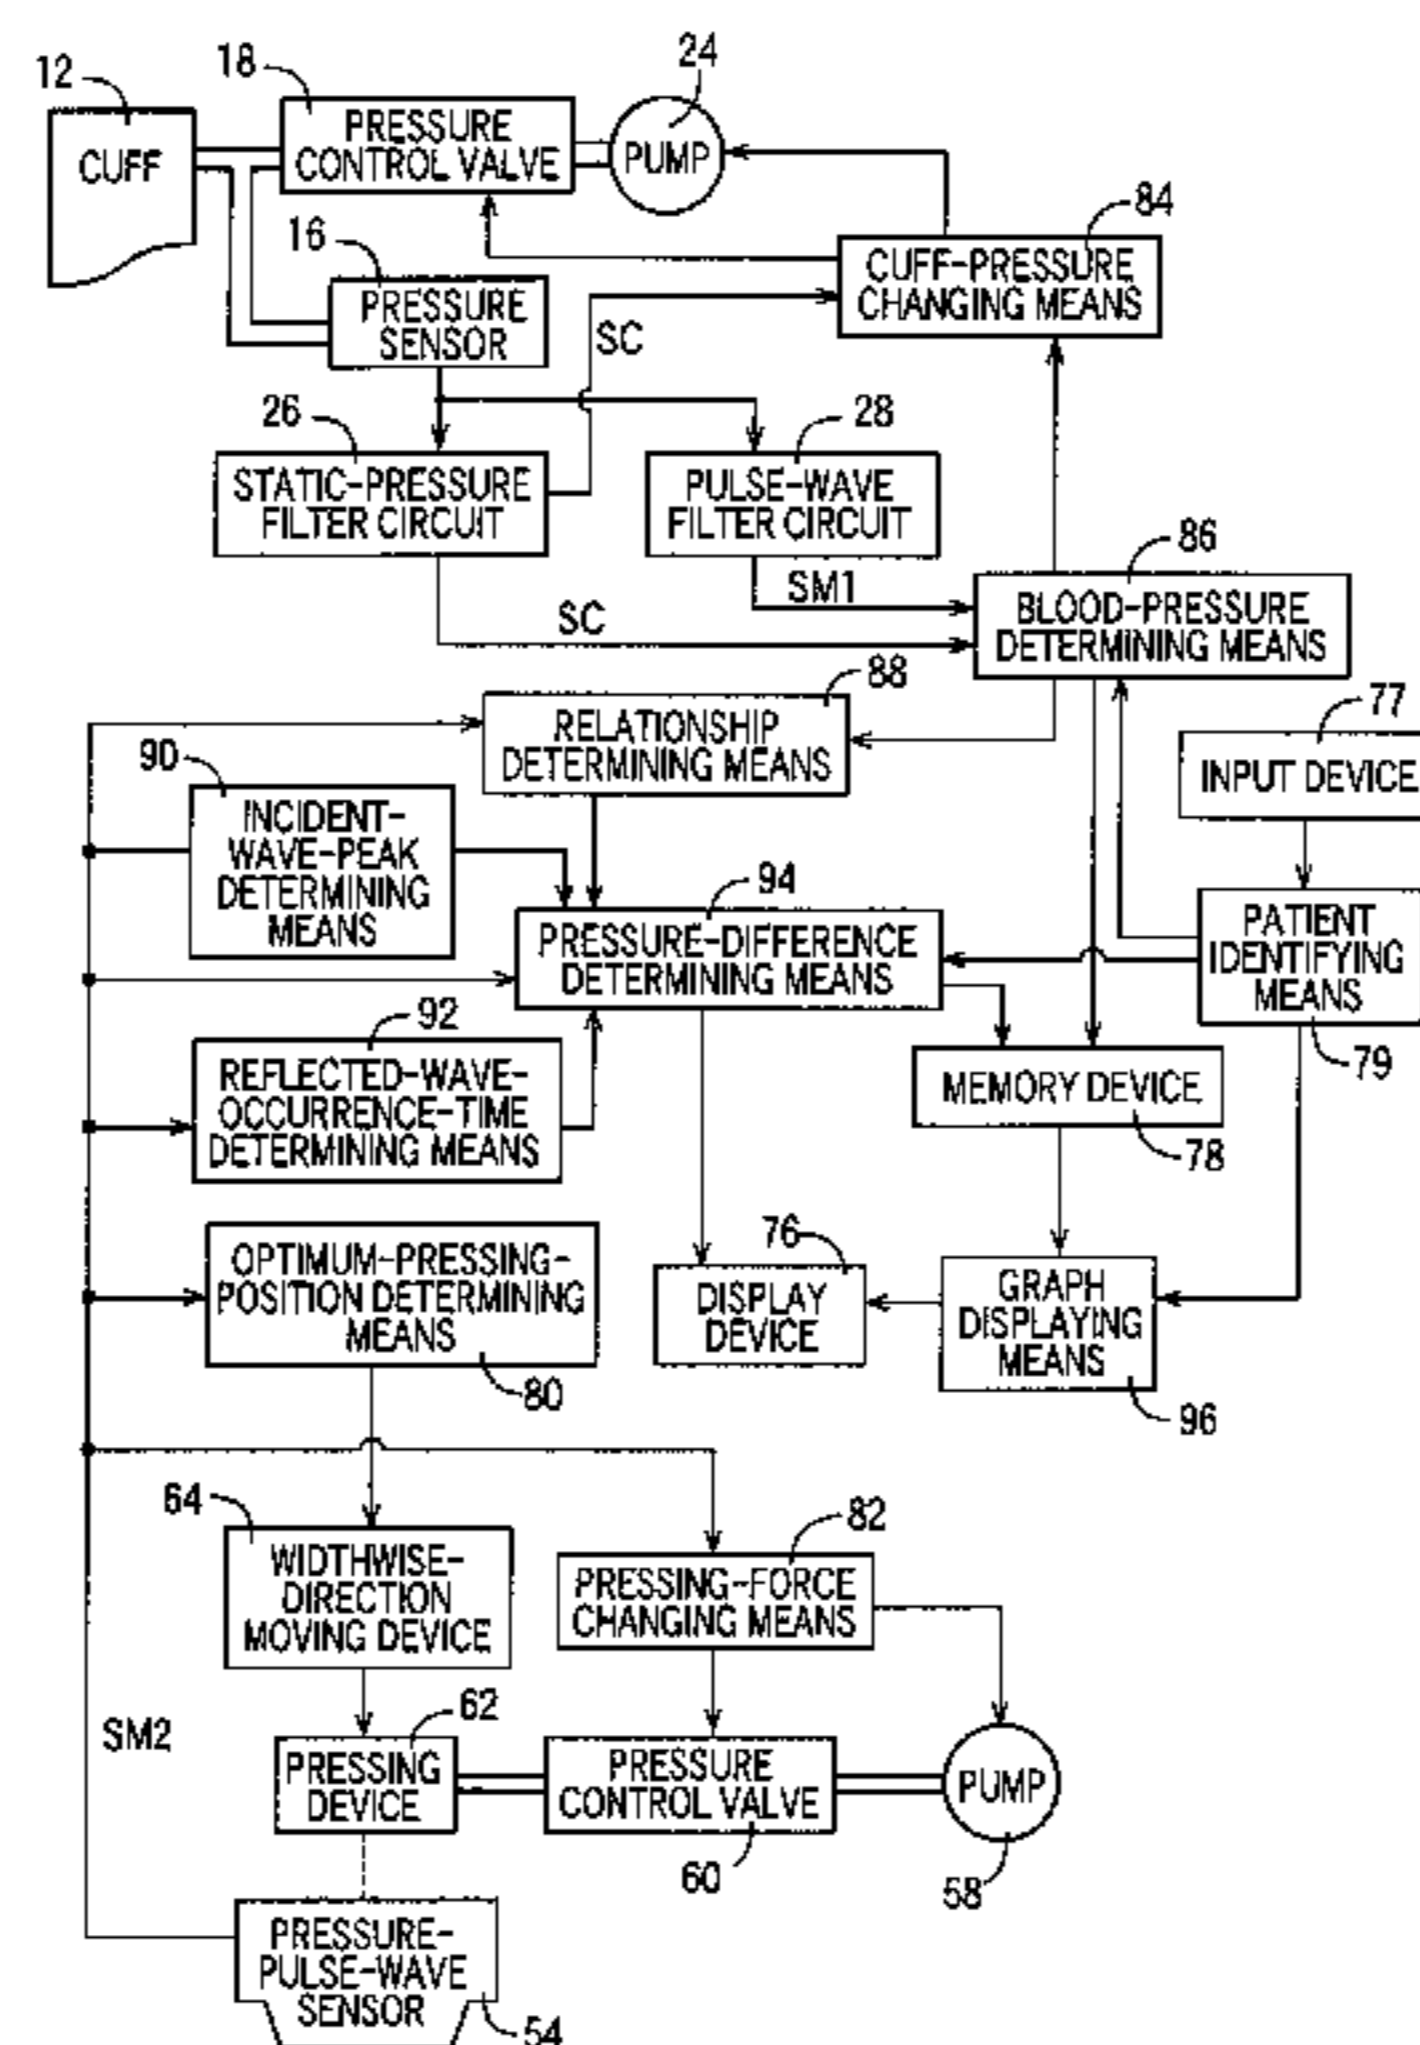 12
CUFF
18
PRESSURE
CONTROL VALVE
24
PUMP
84
CUFF-PRESSURE
CHANGING MEANS
16
PRESSURE
SENSOR
SC
26
STATIC-PRESSURE
FILTER CIRCUIT
28
PULSE-WAVE
FILTER CIRCUIT
SM1
SC
86
BLOOD-PRESSURE
DETERMINING MEANS
88
RELATIONSHIP
DETERMINING MEANS
77
INPUT DEVICE
90
INCIDENT-
WAVE-PEAK
DETERMINING
MEANS
94
PRESSURE-DIFFERENCE
DETERMINING MEANS
PATIENT
IDENTIFYING
MEANS
79
92
REFLECTED-WAVE-
OCCURRENCE-TIME
DETERMINING MEANS
MEMORY DEVICE
78
OPTIMUM-PRESSING-
POSITION DETERMINING
MEANS
80
76
DISPLAY
DEVICE
GRAPH
DISPLAYING
MEANS
96
64
WIDTHWISE-
DIRECTION
MOVING DEVICE
82
PRESSING-FORCE
CHANGING MEANS
SM2
62
PRESSING
DEVICE
PRESSURE
CONTROL VALVE
60
PUMP
58
PRESSURE-
PULSE-WAVE
SENSOR
54